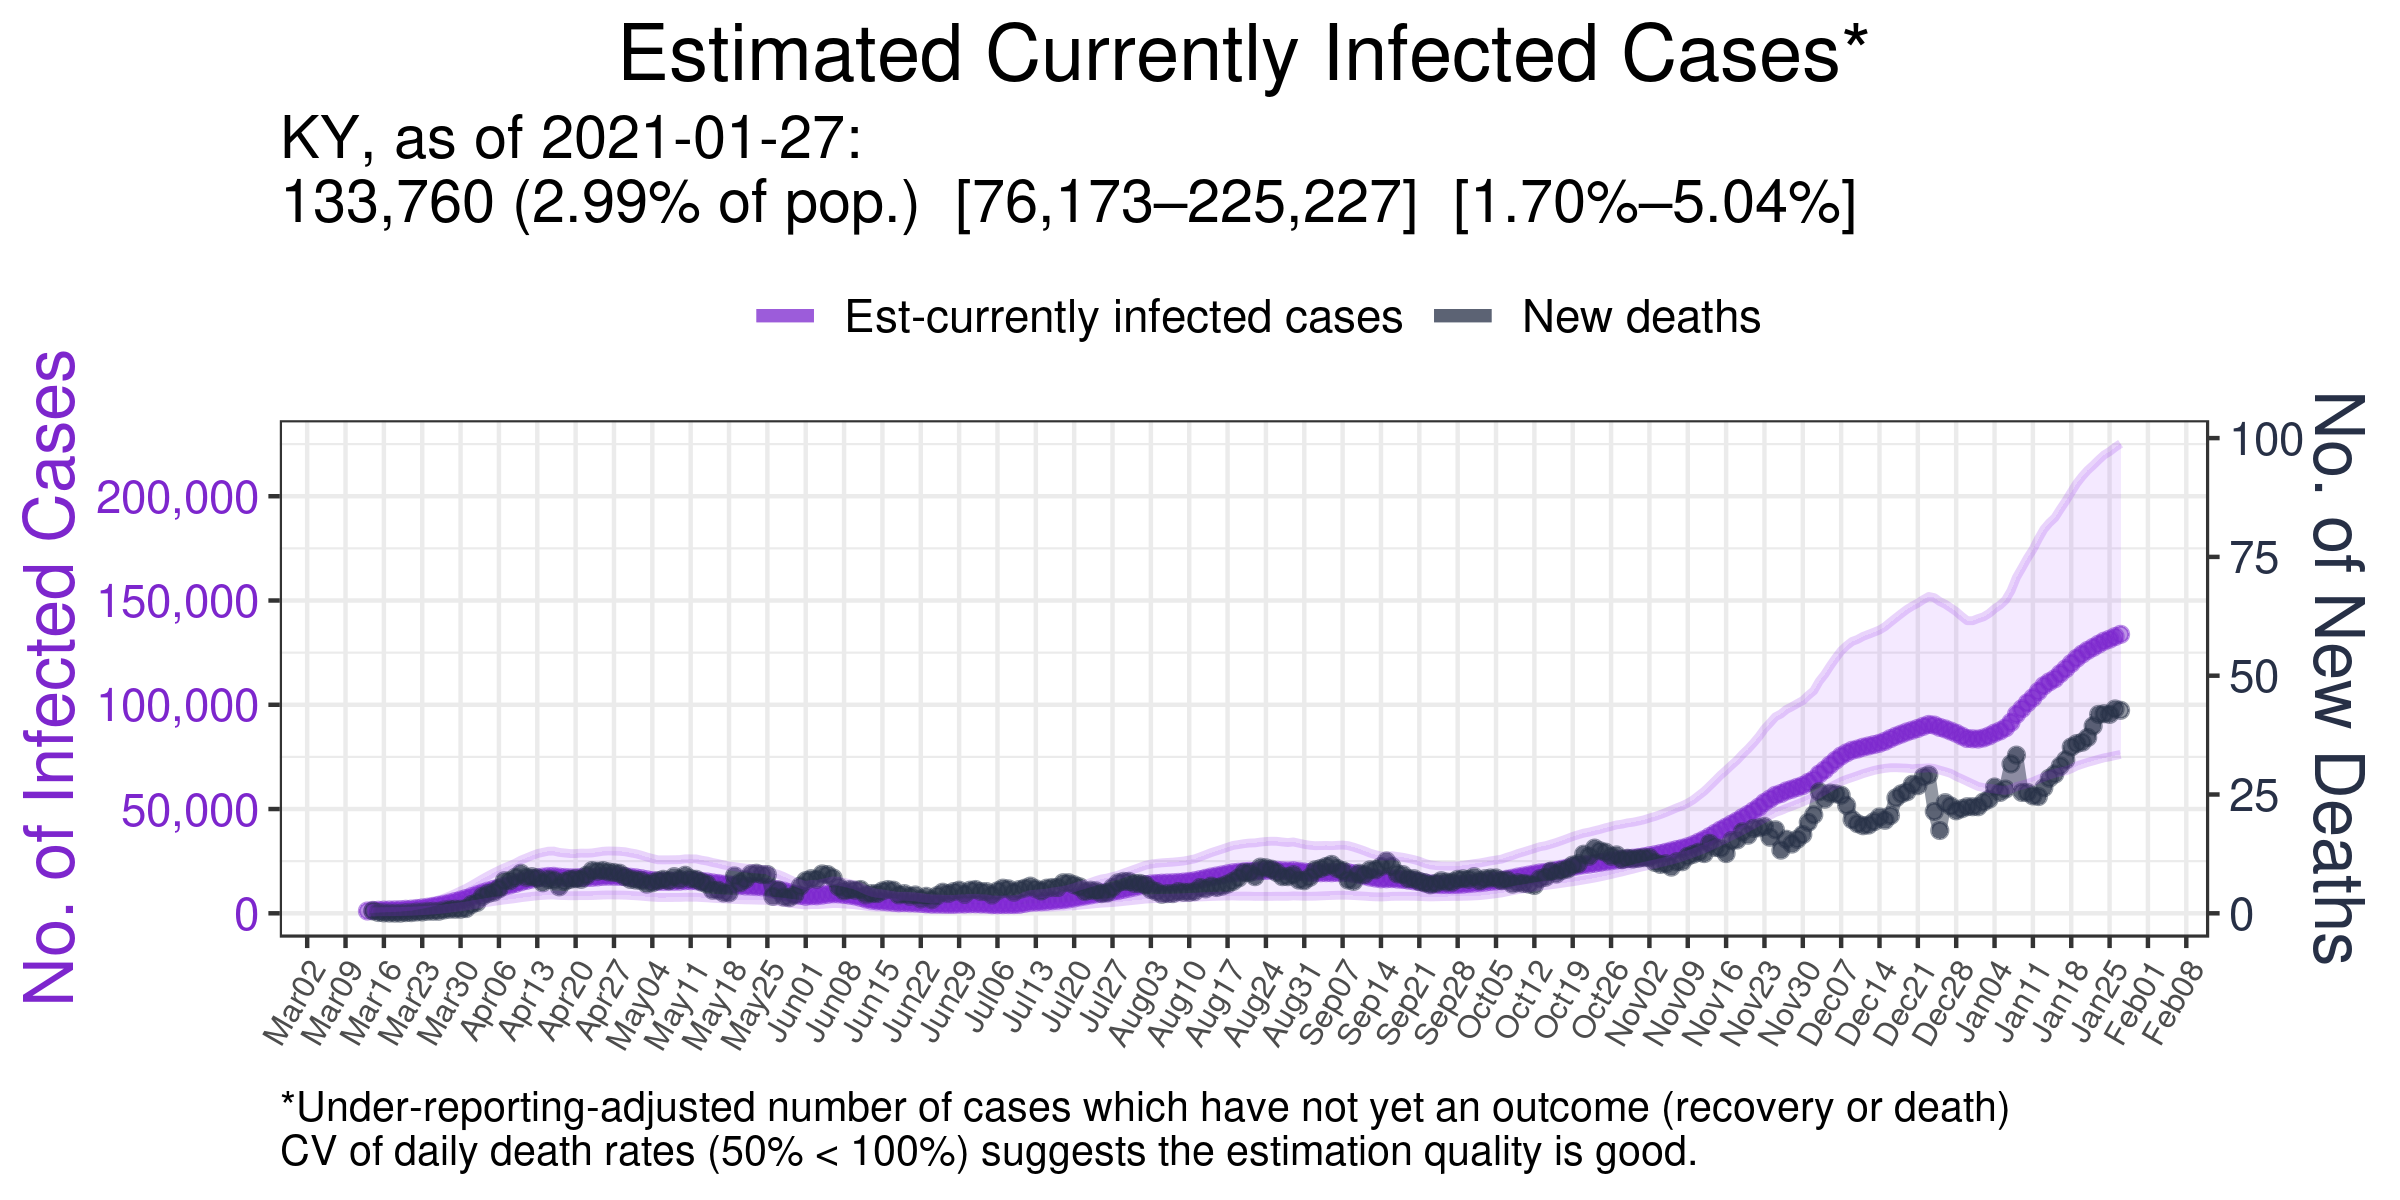 Estimated Currently Infected Cases*
KY, as of 2021-01-27:
133,760 (2.99% of pop.)  [76,173–225,227]  [1.70%–5.04%]
Est-currently infected cases
New deaths
No. of Infected Cases
200,000
150,000
100,000
50,000
0
100
75
50
25
0
No. of New Deaths
Mar02
Mar09
Mar16
Mar23
Mar30
Apr06
Apr13
Apr20
Apr27
May04
May11
May18
May25
Jun01
Jun08
Jun15
Jun22
Jun29
Jul06
Jul13
Jul20
Jul27
Aug03
Aug10
Aug17
Aug24
Aug31
Sep07
Sep14
Sep21
Sep28
Oct05
Oct12
Oct19
Oct26
Nov02
Nov09
Nov16
Nov23
Nov30
Dec07
Dec14
Dec21
Dec28
Jan04
Jan11
Jan18
Jan25
Feb01
Feb08
*Under-reporting-adjusted number of cases which have not yet an outcome (recovery or death)
CV of daily death rates (50% < 100%) suggests the estimation quality is good.